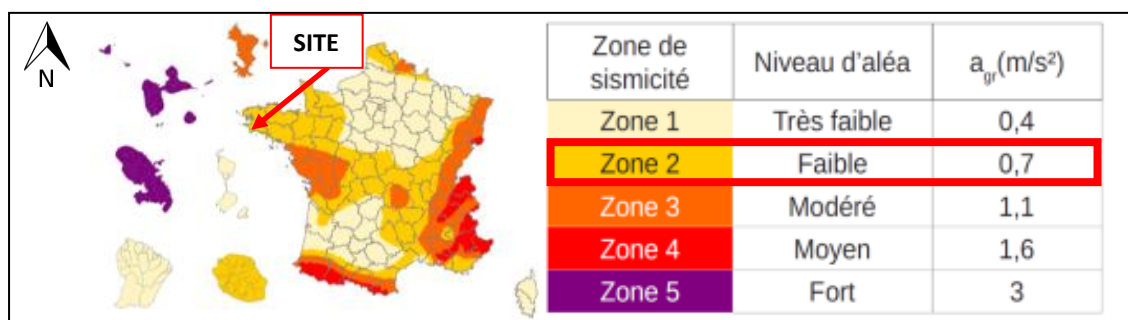 N
SITE
Zone de sismicité Niveau d'aléa a_gr(m/s²)
Zone 1 Très faible 0,4
Zone 2 Faible 0,7
Zone 3 Modéré 1,1
Zone 4 Moyen 1,6
Zone 5 Fort 3